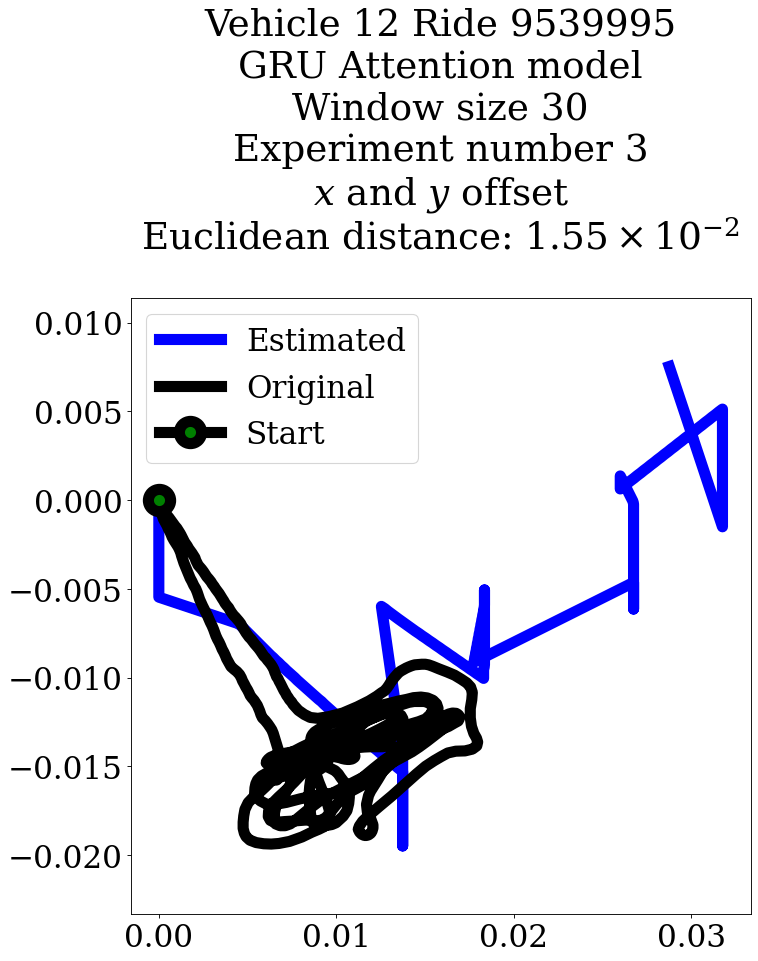 Vehicle 12 Ride 9539995
GRU Attention model
Window size 30
Experiment number 3
x and y offset
Euclidean distance: 1.55 × 10⁻²
Estimated
Original
Start
0.010
0.005
0.000
−0.005
−0.010
−0.015
−0.020
0.00 0.01 0.02 0.03